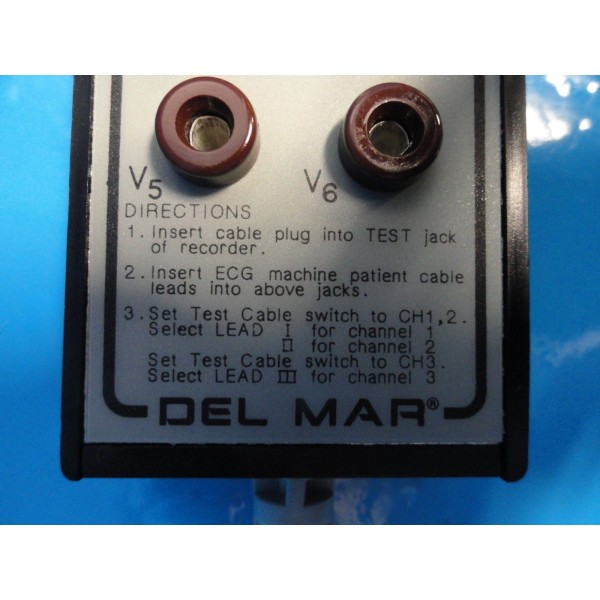 V5 V6
DIRECTIONS
1. Insert cable plug into TEST jack
of recorder.
2. Insert ECG machine patient cable
leads into above jacks.
3. Set Test Cable switch to CH1,2.
Select LEAD I for channel 1
II for channel 2
Set Test Cable switch to CH3.
Select LEAD III for channel 3
DEL MAR®